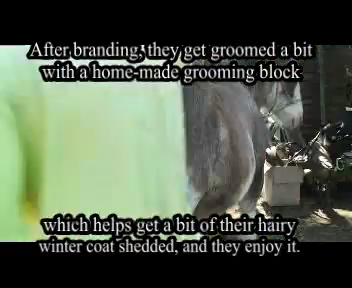 After branding, they get groomed a bit
with a home-made grooming block
which helps get a bit of their hairy
winter coat shedded, and they enjoy it.